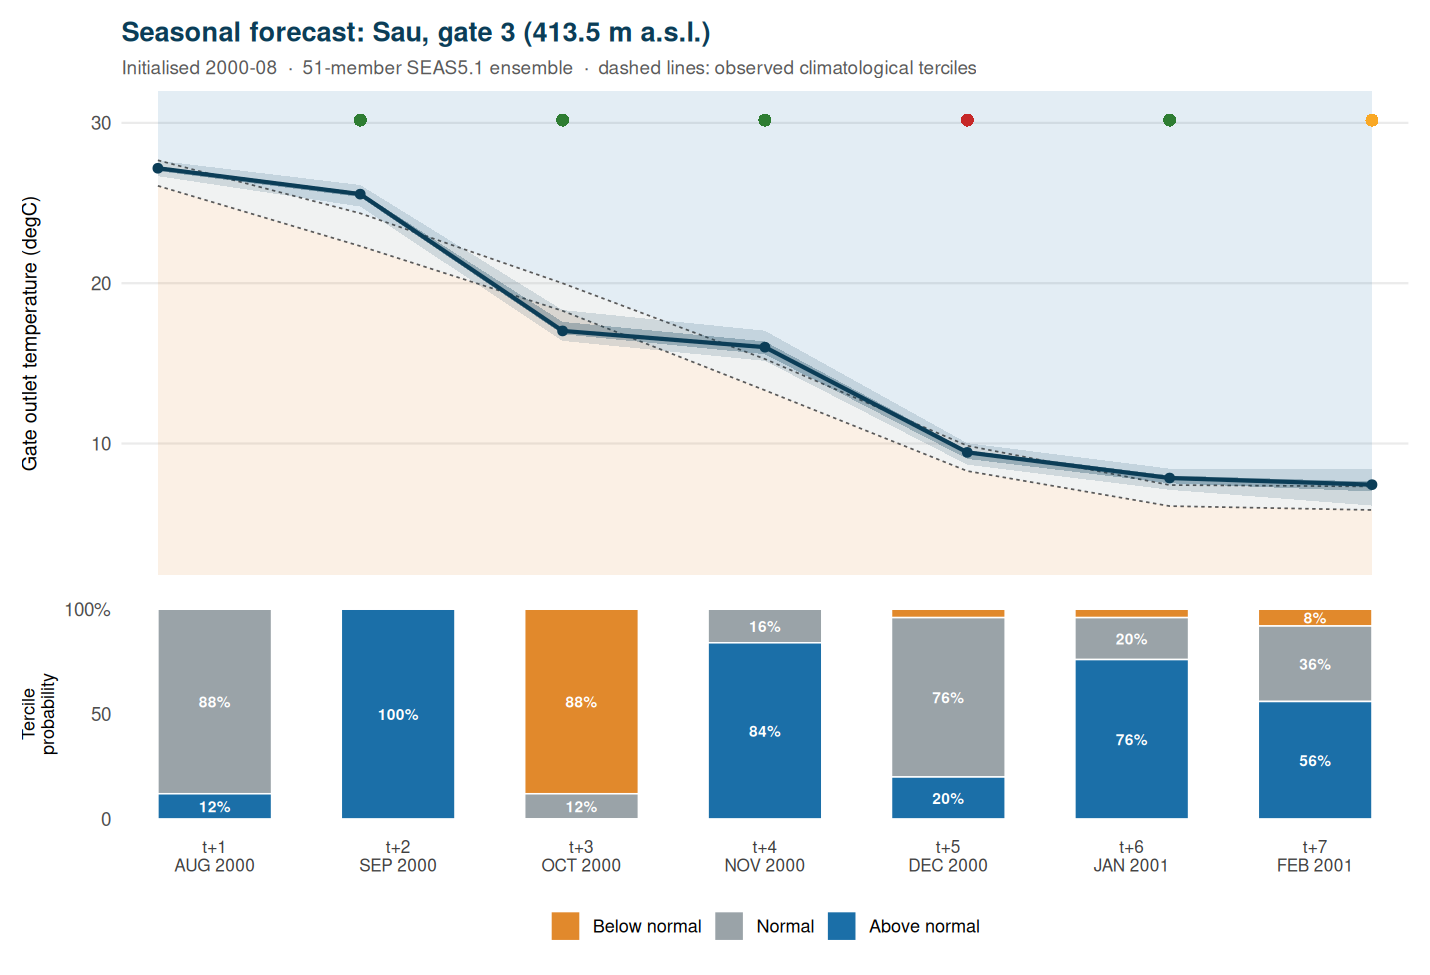 Seasonal forecast: Sau, gate 3 (413.5 m a.s.l.)
Initialised 2000-08 · 51-member SEAS5.1 ensemble · dashed lines: observed climatological terciles
Gate outlet temperature (degC)
30
20
10
Tercile
probability
100%
50
0
88%
12%
100%
88%
12%
16%
84%
76%
20%
20%
76%
8%
36%
56%
t+1
AUG 2000
t+2
SEP 2000
t+3
OCT 2000
t+4
NOV 2000
t+5
DEC 2000
t+6
JAN 2001
t+7
FEB 2001
Below normal
Normal
Above normal